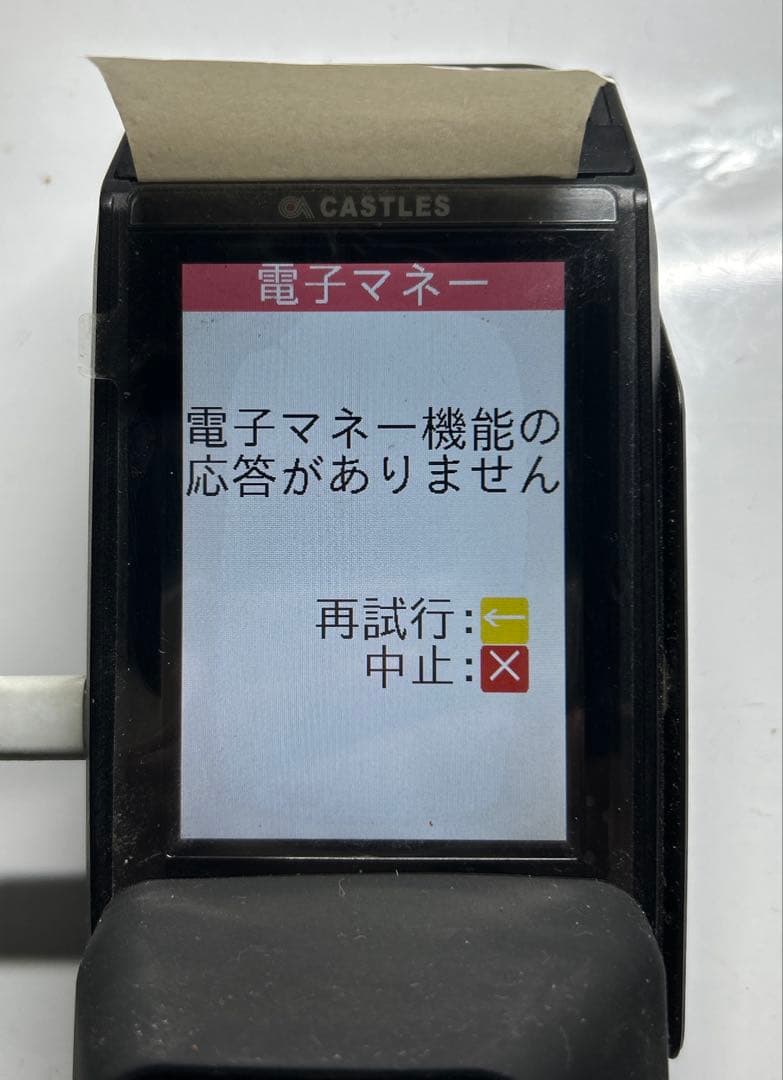 CASTLES
電子マネー
電子マネー機能の
応答がありません
再試行:←
中止:×